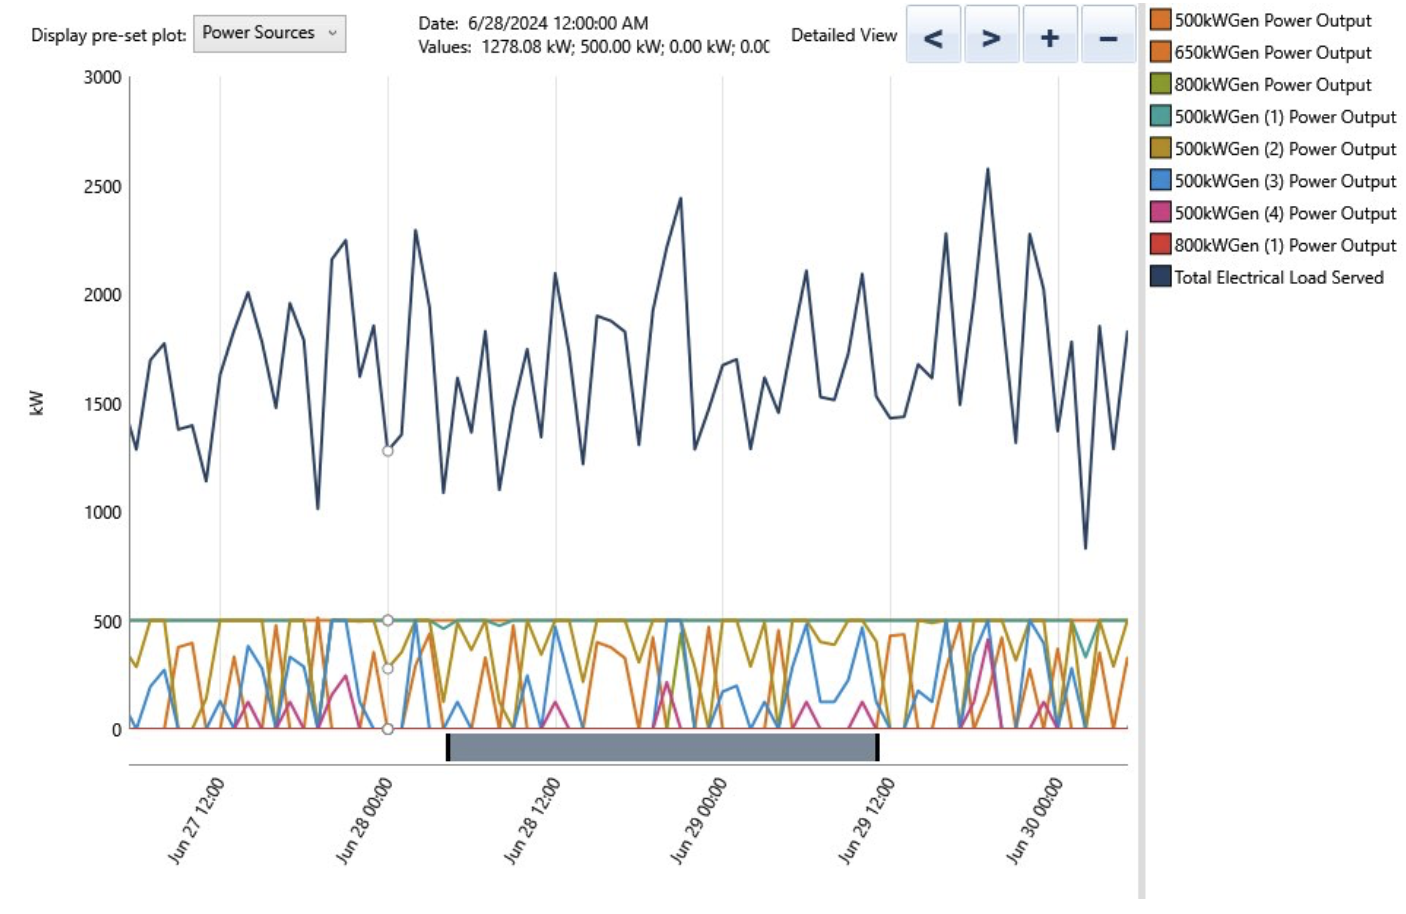 Display pre-set plot: Power Sources
Date: 6/28/2024 12:00:00 AM
Values: 1278.08 kW; 500.00 kW; 0.00 kW; 0.00
Detailed View < > + −
3000
2500
2000
1500
1000
500
0
kW
Jun 27 12:00
Jun 28 00:00
Jun 28 12:00
Jun 29 00:00
Jun 29 12:00
Jun 30 00:00
500kWGen Power Output
650kWGen Power Output
800kWGen Power Output
500kWGen (1) Power Output
500kWGen (2) Power Output
500kWGen (3) Power Output
500kWGen (4) Power Output
800kWGen (1) Power Output
Total Electrical Load Served